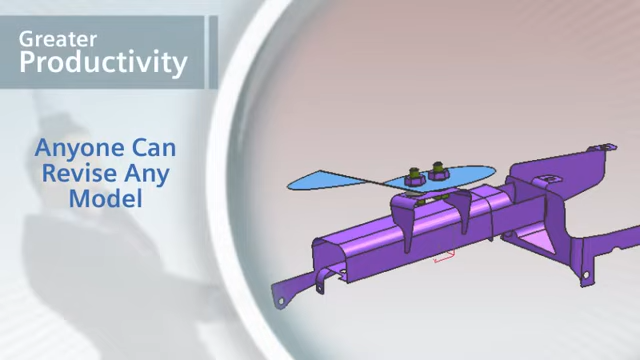 Greater
Productivity
Anyone Can
Revise Any
Model